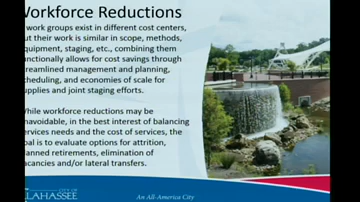 Workforce Reductions
work groups exist in different cost centers,
ut their work is similar in scope, methods,
quipment, staging, etc., combining them
unctionally allows for cost savings through
treamlined management and planning,
cheduling, and economies of scale for
upplies and joint staging efforts.
While workforce reductions may be
navoidable, in the best interest of balancing
ervices needs and the cost of services, the
oal is to evaluate options for attrition,
lanned retirements, elimination of
acancies and/or lateral transfers.
CITY OF
LAHASSEE
An All-America City